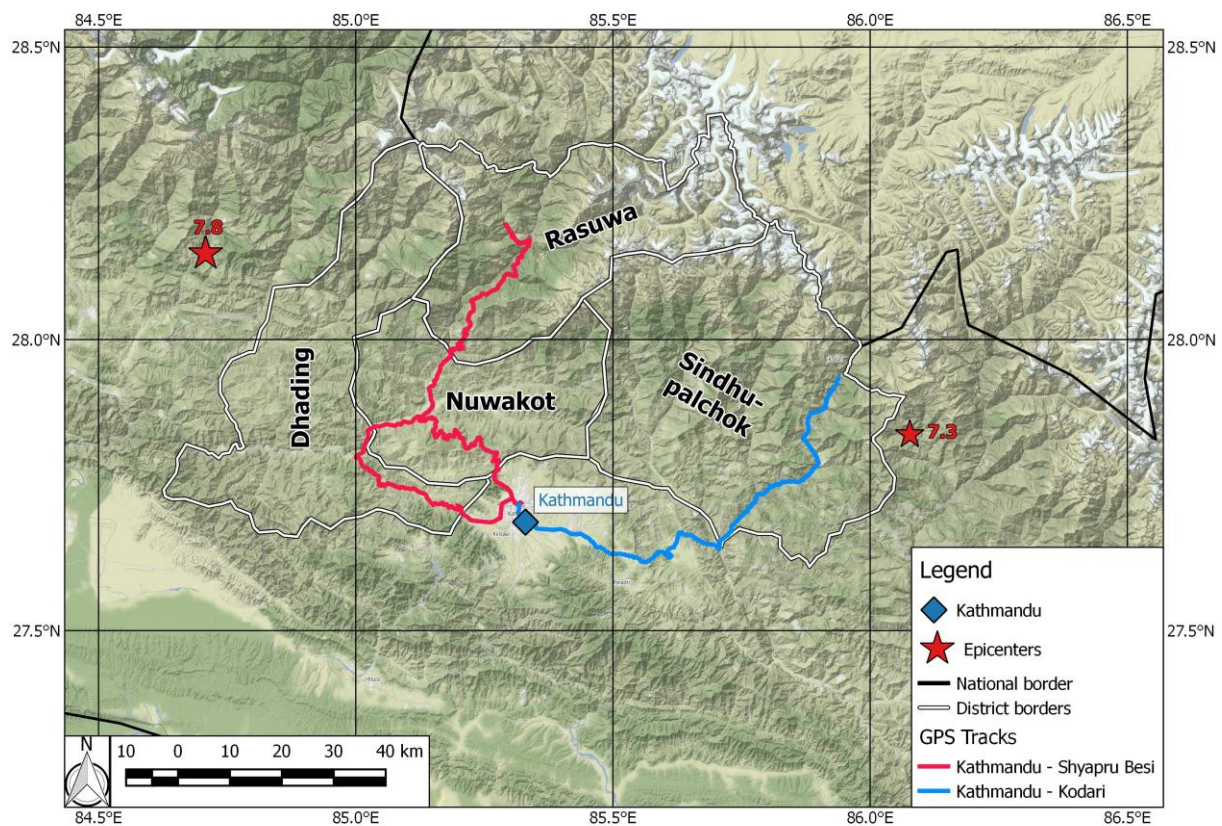 84.5°E 85.0°E 85.5°E 86.0°E 86.5°E
28.5°N 28.5°N
7.8
Rasuwa
28.0°N 28.0°N
Dhading
Nuwakot
Sindhu-
palchok
7.3
Kathmandu
27.5°N 27.5°N
Legend
Kathmandu
Epicenters
National border
District borders
GPS Tracks
Kathmandu - Shyapru Besi
Kathmandu - Kodari
N
10 0 10 20 30 40 km
84.5°E 85.0°E 85.5°E 86.0°E 86.5°E